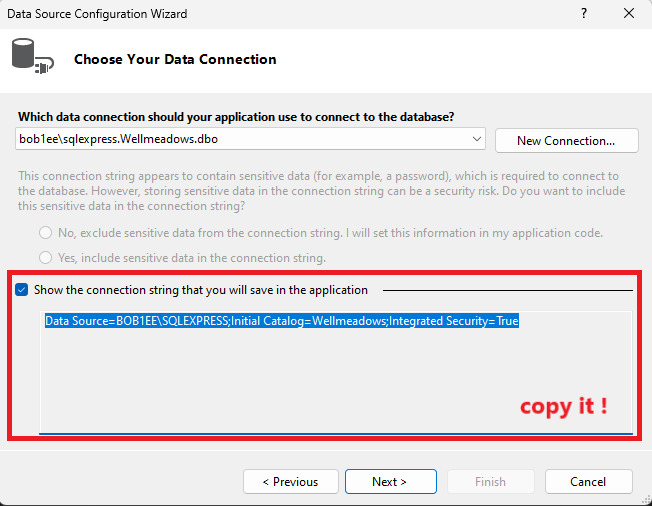 Data Source Configuration Wizard
?
Choose Your Data Connection
Which data connection should your application use to connect to the database?
bob1ee\sqlexpress.Wellmeadows.dbo
New Connection...
This connection string appears to contain sensitive data (for example, a password), which is required to connect to
the database. However, storing sensitive data in the connection string can be a security risk. Do you want to include
this sensitive data in the connection string?
No, exclude sensitive data from the connection string. I will set this information in my application code.
Yes, include sensitive data in the connection string.
Show the connection string that you will save in the application
Data Source=BOB1EE\SQLEXPRESS;Initial Catalog=Wellmeadows;Integrated Security=True
copy it !
< Previous
Next >
Finish
Cancel